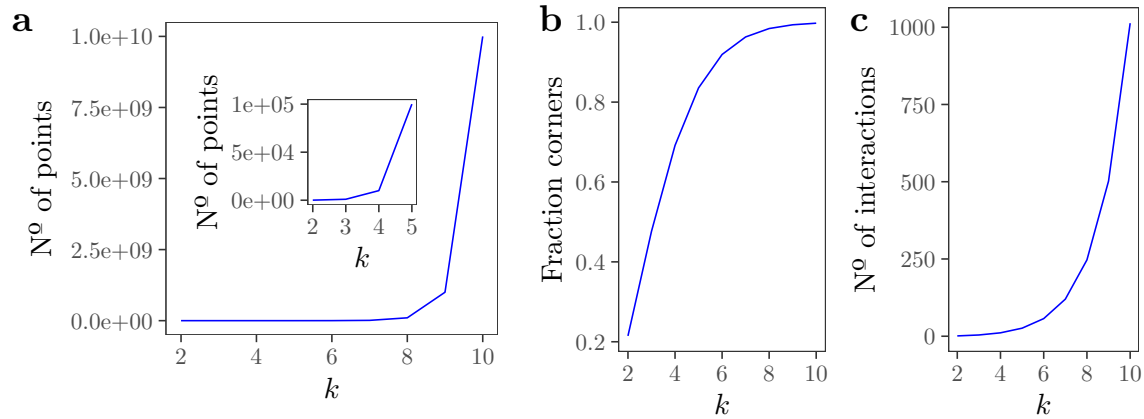 a
Nº of points
1.0e+10
7.5e+09
5.0e+09
2.5e+09
0.0e+00
2 4 6 8 10
k
Nº of points
1e+05
5e+04
0e+00
2 3 4 5
k
b
Fraction corners
1.0
0.8
0.6
0.4
0.2
2 4 6 8 10
k
c
Nº of interactions
1000
750
500
250
0
2 4 6 8 10
k